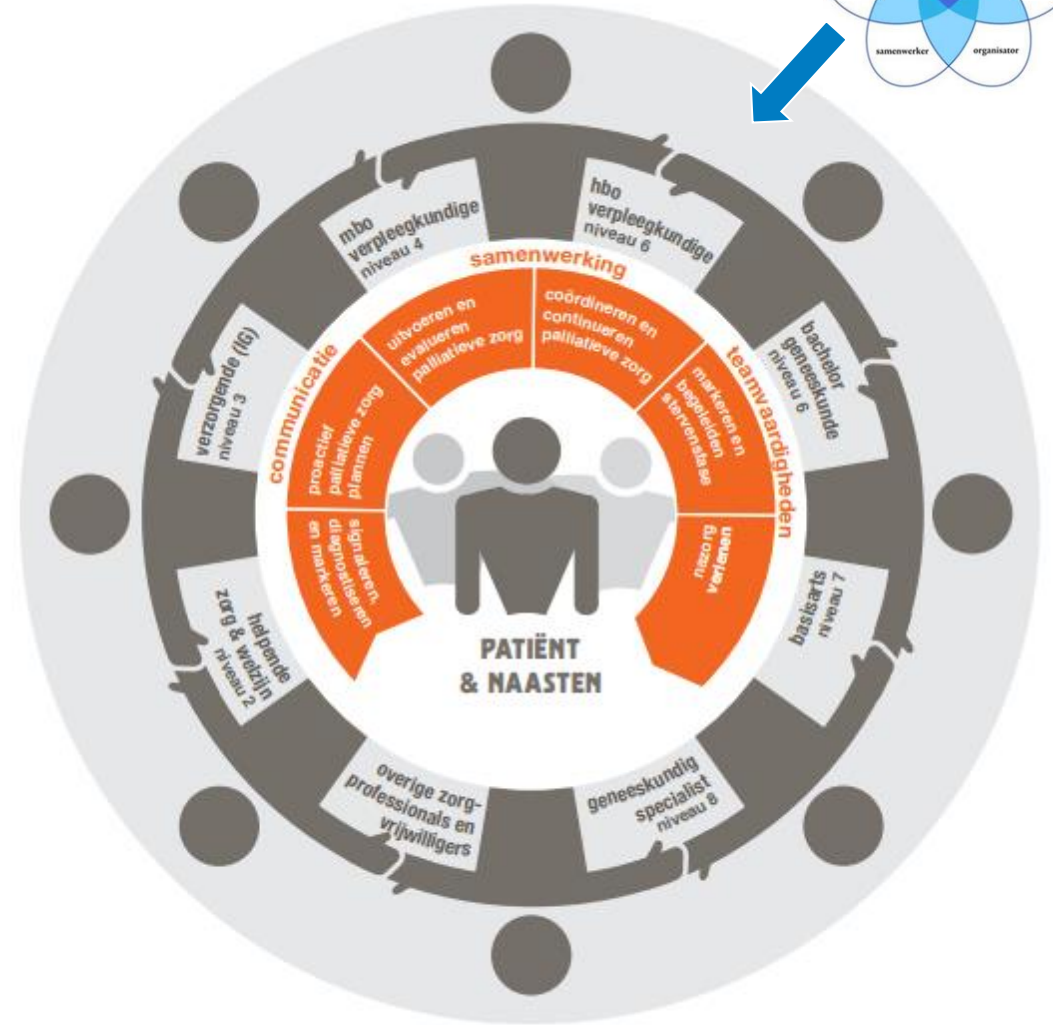 samenwerker
organisator
mbo
verpleegkundige
niveau 4
hbo
verpleegkundige
niveau 6
bachelor
geneeskunde
niveau 6
basisarts
niveau 7
geneeskundig
specialist
niveau 8
overige zorg-
professionals en
vrijwilligers
helpende
zorg & welzijn
niveau 2
verzorgende (IG)
niveau 3
communicatie
samenwerking
teamvaardigheden
signaleren,
diagnostiseren
en markeren
proactief
palliatieve zorg
plannen
uitvoeren en
evalueren
palliatieve zorg
coördineren en
continueren
palliatieve zorg
markeren en
begeleiden
stervensfase
nazorg
verlenen
PATIËNT
& NAASTEN